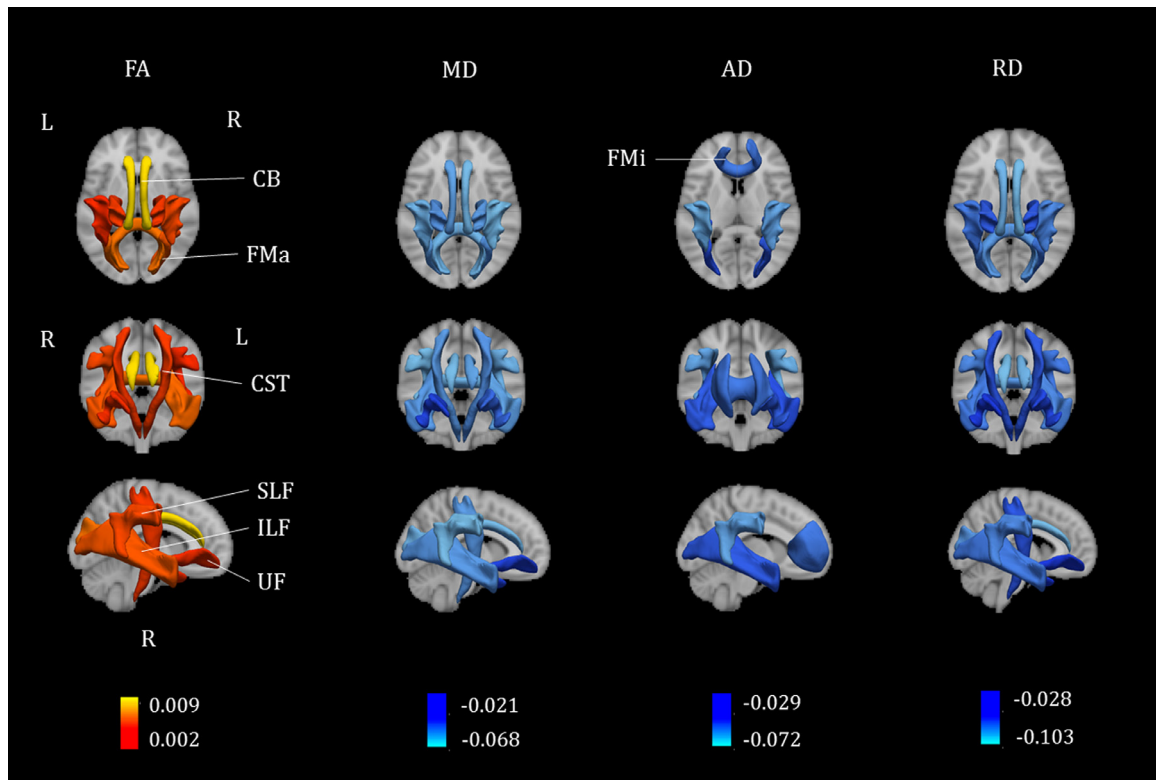 FA MD AD RD
L R
FMi
CB
FMa
R L
CST
SLF
ILF
UF
R
0.009 -0.021 -0.029 -0.028
0.002 -0.068 -0.072 -0.103